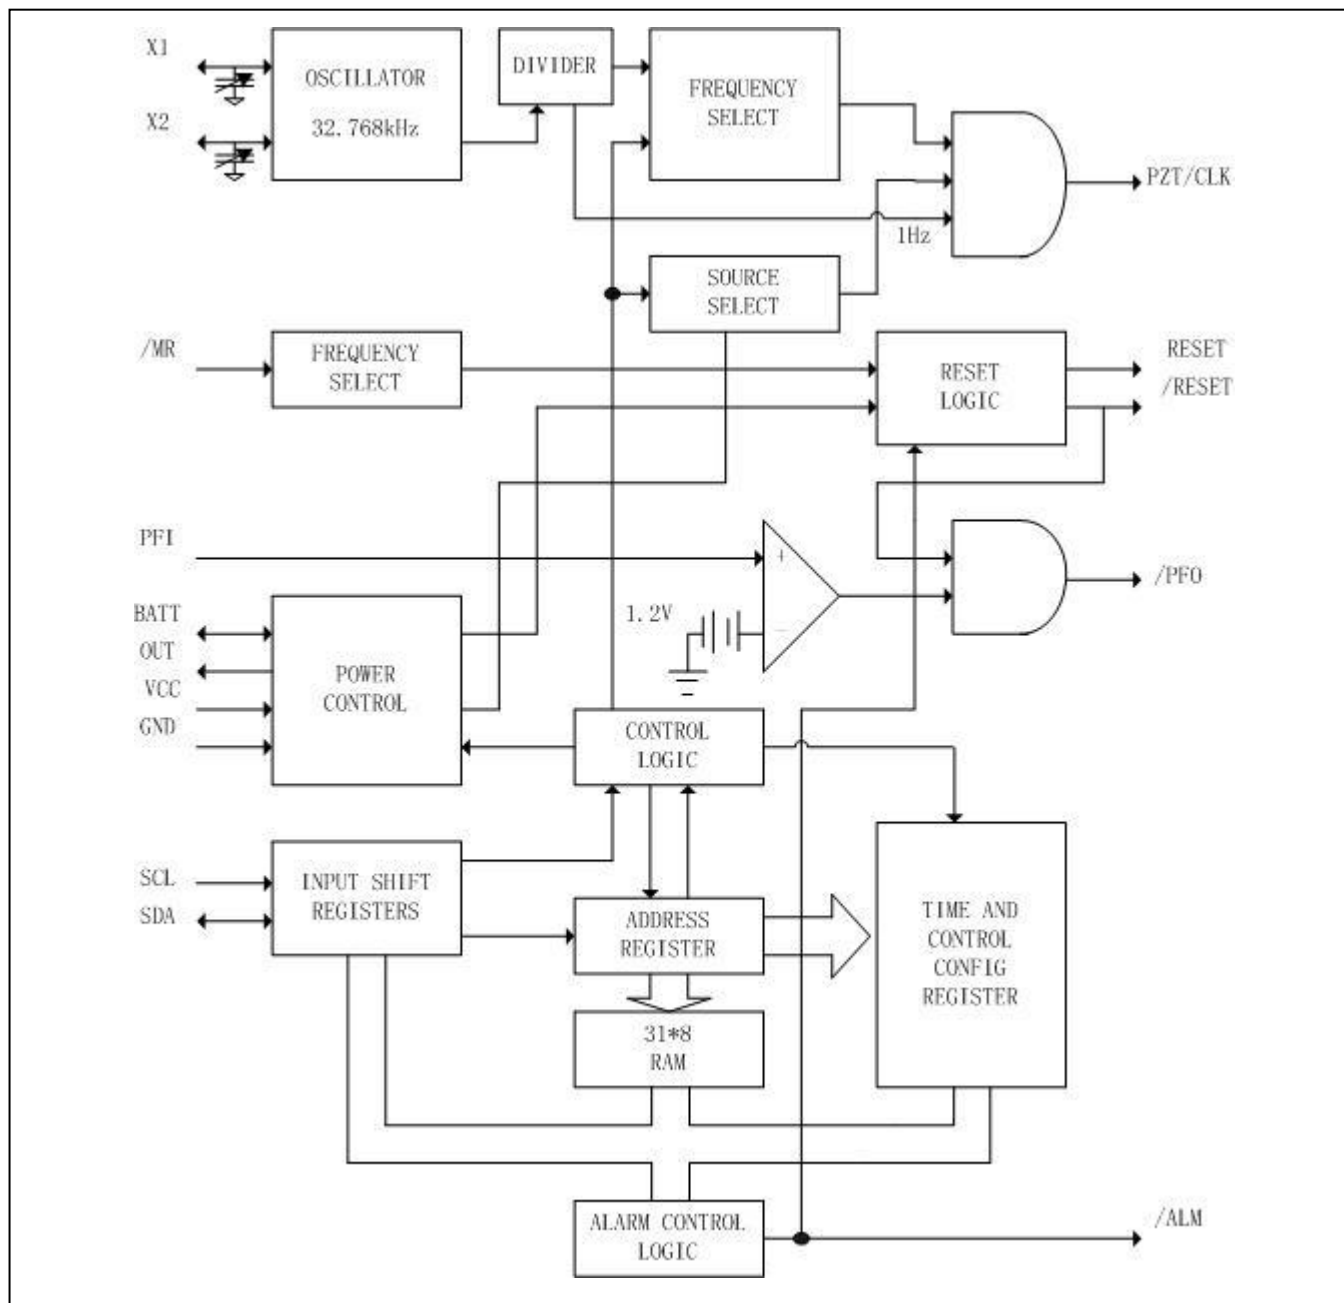 X1
X2
OSCILLATOR
32.768kHz
DIVIDER
FREQUENCY
SELECT
PZT/CLK
1Hz
SOURCE
SELECT
/MR
FREQUENCY
SELECT
RESET
LOGIC
RESET
/RESET
PFI
+
−
1.2V
/PFO
BATT
OUT
VCC
GND
POWER
CONTROL
CONTROL
LOGIC
SCL
SDA
INPUT SHIFT
REGISTERS
ADDRESS
REGISTER
TIME AND
CONTROL
CONFIG
REGISTER
31*8
RAM
ALARM CONTROL
LOGIC
/ALM